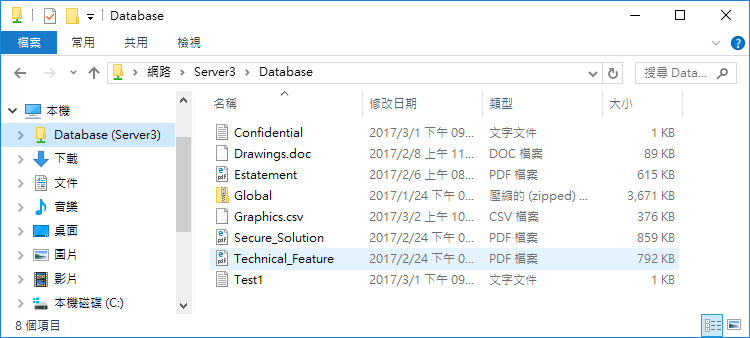 Database
檔案 常用 共用 檢視
網路 Server3 Database 搜尋 Data...
名稱 修改日期 類型 大小
本機
Database (Server3)
下載
文件
音樂
桌面
圖片
影片
本機磁碟 (C:)
Confidential 2017/3/1 下午 09... 文字文件 1 KB
Drawings.doc 2017/2/8 上午 11... DOC 檔案 89 KB
Estatement 2017/2/6 上午 08... PDF 檔案 615 KB
Global 2017/1/24 下午 0... 壓縮的 (zipped) ... 3,671 KB
Graphics.csv 2017/3/2 上午 10... CSV 檔案 376 KB
Secure_Solution 2017/2/24 下午 0... PDF 檔案 859 KB
Technical_Feature 2017/2/24 下午 0... PDF 檔案 792 KB
Test1 2017/3/1 下午 09... 文字文件 1 KB
8 個項目